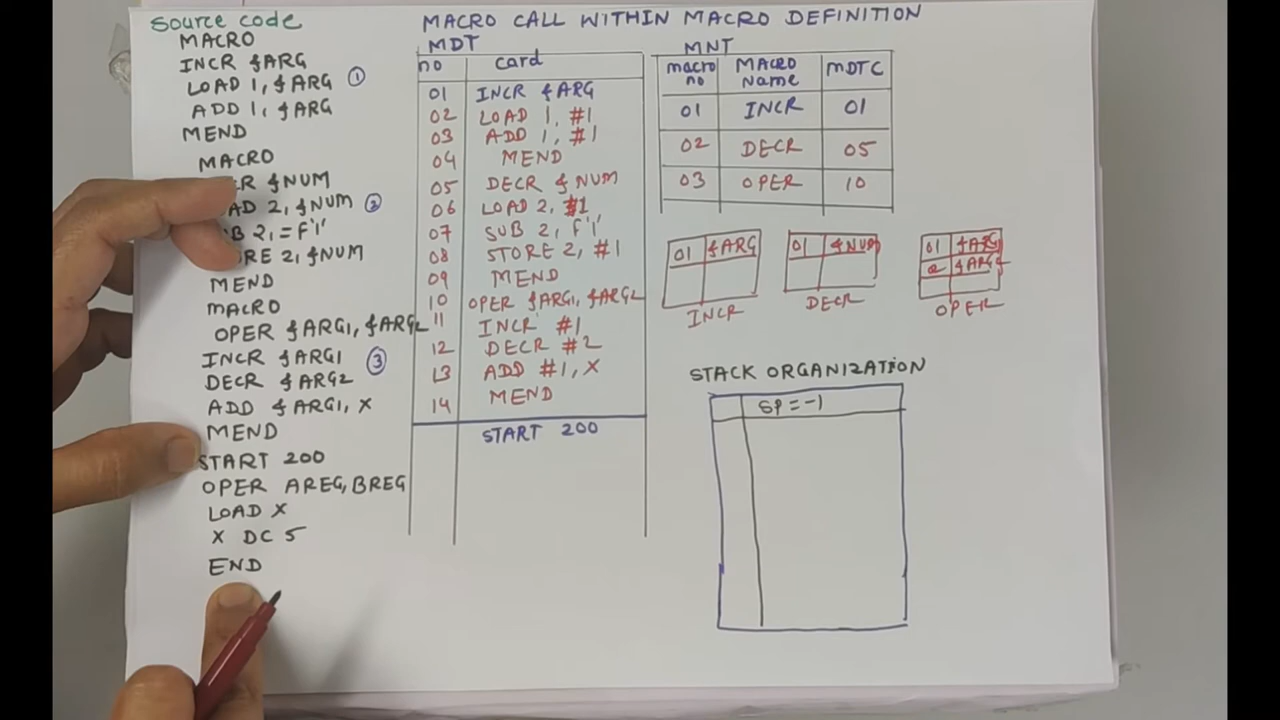 Source code
MACRO
INCR &ARG
LOAD 1, &ARG ①
ADD 1, &ARG
MEND
MACRO
R &NUM
AD 2, &NUM ②
B 2, = F'1'
RE 2, &NUM
MEND
MACRO
OPER &ARG1, &ARG2
INCR &ARG1 ③
DECR &ARG2
ADD &ARG1, X
MEND
START 200
OPER AREG, BREG
LOAD X
X DC 5
END
MACRO CALL WITHIN MACRO DEFINITION
MDT
no card
01 INCR &ARG
02 LOAD 1, #1
03 ADD 1, #1
04 MEND
05 DECR &NUM
06 LOAD 2, #1
07 SUB 2, F'1'
08 STORE 2, #1
09 MEND
10 OPER &ARG1, &ARG2
11 INCR #1
12 DECR #2
13 ADD #1, X
14 MEND
START 200
MNT
macro no MACRO Name MDTC
01 INCR 01
02 DECR 05
03 OPER 10
01 &ARG
INCR
01 &NUM
DECR
01 &ARG1
2 &ARG2
OPER
STACK ORGANIZATION
SP = -1